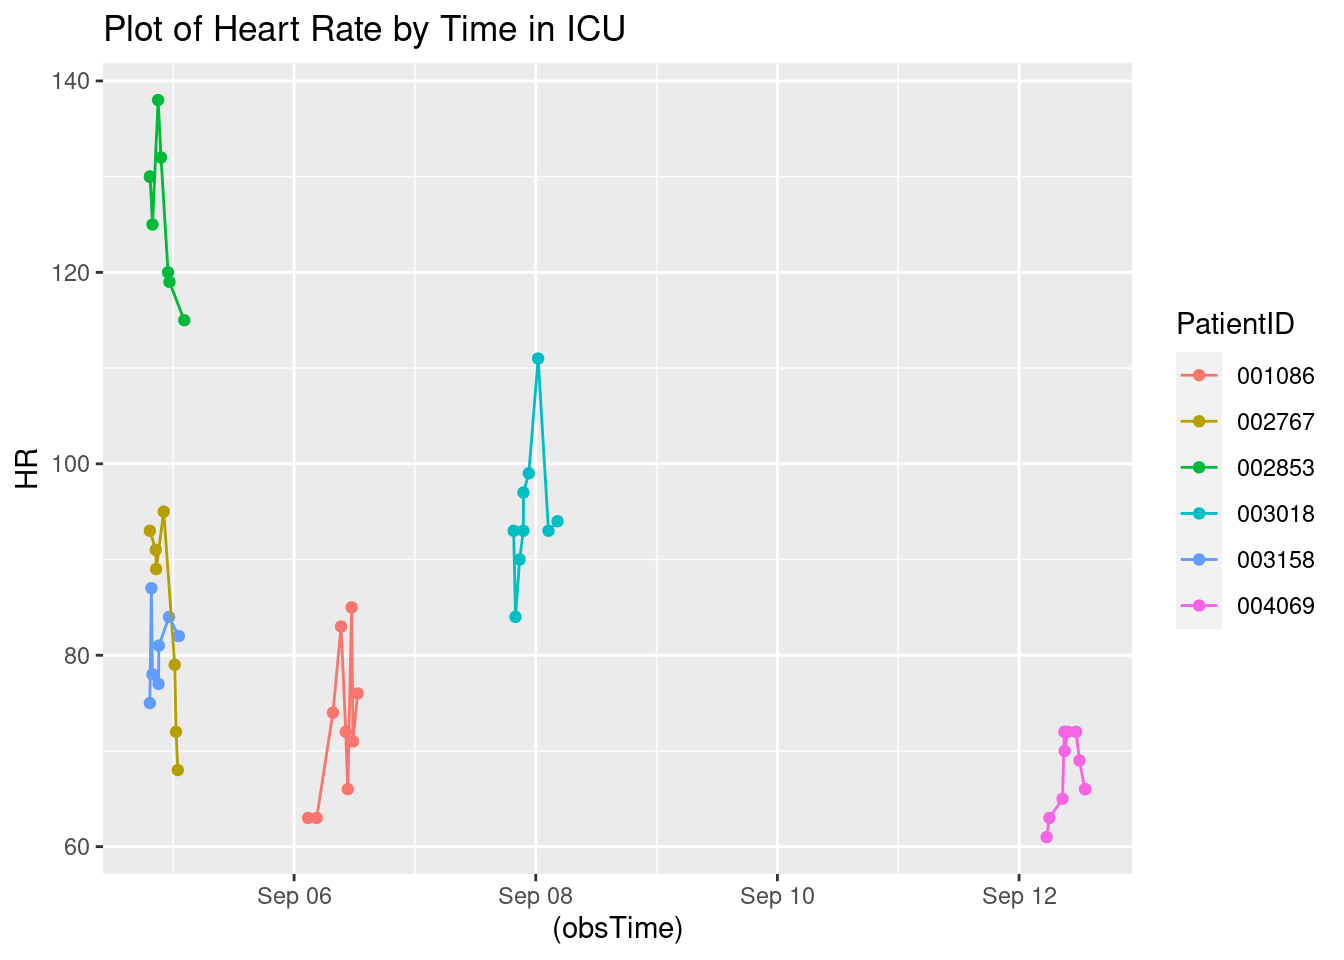 Plot of Heart Rate by Time in ICU
140
120
100
80
60
HR
Sep 06 Sep 08 Sep 10 Sep 12
(obsTime)
PatientID
001086
002767
002853
003018
003158
004069